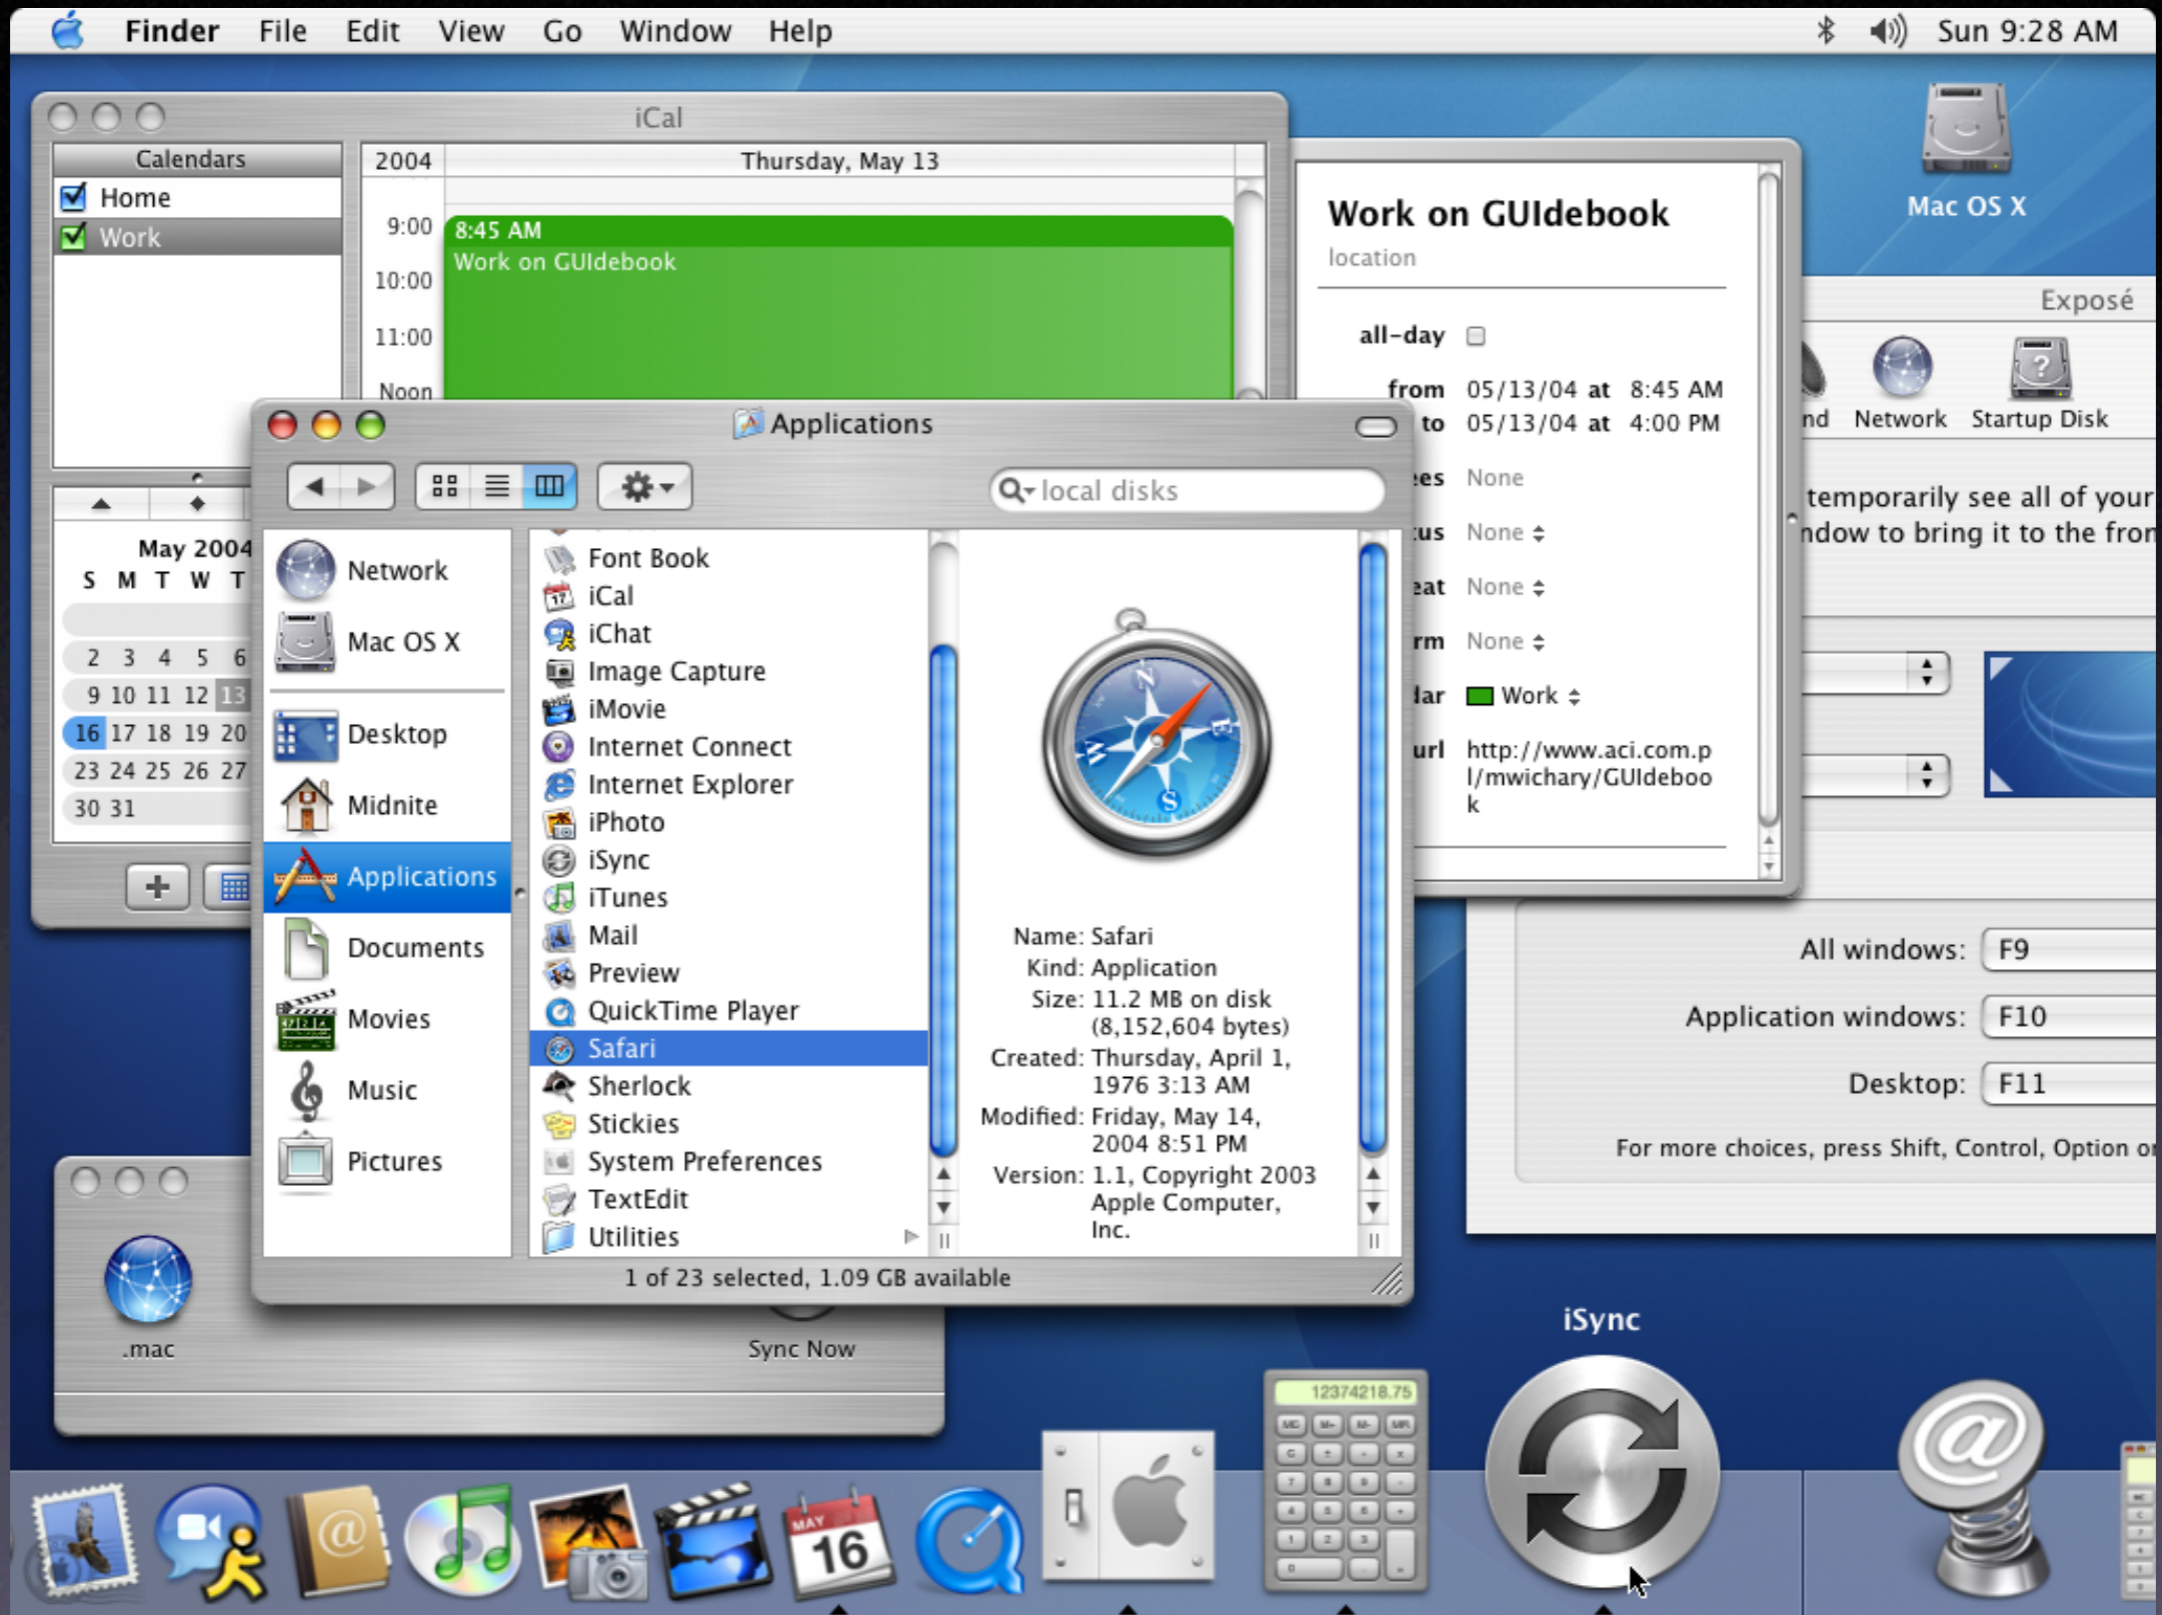 Finder File Edit View Go Window Help Sun 9:28 AM
iCal
Calendars
Home
Work
2004 Thursday, May 13
9:00
10:00
11:00
Noon
8:45 AM
Work on GUIdebook
May 2004
S M T W T
2 3 4 5 6
9 10 11 12 13
16 17 18 19 20
23 24 25 26 27
30 31
Work on GUIdebook
location
all-day
from 05/13/04 at 8:45 AM
to 05/13/04 at 4:00 PM
ees None
tus None
eat None
rm None
dar Work
url http://www.aci.com.p
l/mwichary/GUIdeboo
k
Mac OS X
Exposé
nd Network Startup Disk
temporarily see all of your
ndow to bring it to the fron
All windows: F9
Application windows: F10
Desktop: F11
For more choices, press Shift, Control, Option or
Applications
local disks
Network
Mac OS X
Desktop
Midnite
Applications
Documents
Movies
Music
Pictures
Font Book
iCal
iChat
Image Capture
iMovie
Internet Connect
Internet Explorer
iPhoto
iSync
iTunes
Mail
Preview
QuickTime Player
Safari
Sherlock
Stickies
System Preferences
TextEdit
Utilities
N
E
S
W
Name: Safari
Kind: Application
Size: 11.2 MB on disk
(8,152,604 bytes)
Created: Thursday, April 1,
1976 3:13 AM
Modified: Friday, May 14,
2004 8:51 PM
Version: 1.1, Copyright 2003
Apple Computer,
Inc.
1 of 23 selected, 1.09 GB available
.mac
Sync Now
iSync
12374218.75
MC M+ M- MR
MAY
16
@
@